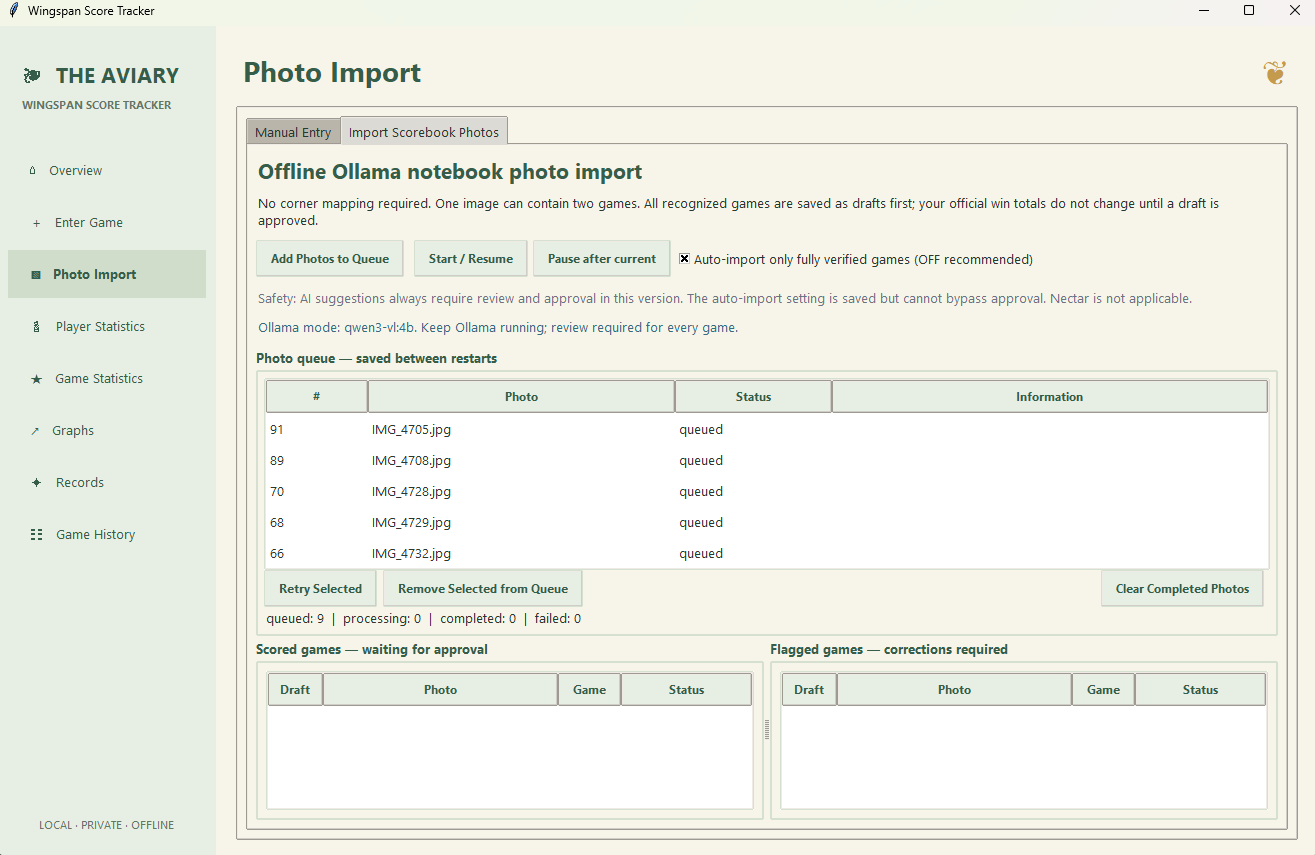 Wingspan Score Tracker
THE AVIARY
WINGSPAN SCORE TRACKER
Overview
+ Enter Game
Photo Import
Player Statistics
★ Game Statistics
↗ Graphs
✦ Records
Game History
LOCAL · PRIVATE · OFFLINE
Photo Import
Manual Entry
Import Scorebook Photos
Offline Ollama notebook photo import
No corner mapping required. One image can contain two games. All recognized games are saved as drafts first; your official win totals do not change until a draft is
approved.
Add Photos to Queue
Start / Resume
Pause after current
Auto-import only fully verified games (OFF recommended)
Safety: AI suggestions always require review and approval in this version. The auto-import setting is saved but cannot bypass approval. Nectar is not applicable.
Ollama mode: qwen3-vl:4b. Keep Ollama running; review required for every game.
Photo queue — saved between restarts
# Photo Status Information
91 IMG_4705.jpg queued
89 IMG_4708.jpg queued
70 IMG_4728.jpg queued
68 IMG_4729.jpg queued
66 IMG_4732.jpg queued
Retry Selected
Remove Selected from Queue
Clear Completed Photos
queued: 9 | processing: 0 | completed: 0 | failed: 0
Scored games — waiting for approval
Draft Photo Game Status
Flagged games — corrections required
Draft Photo Game Status